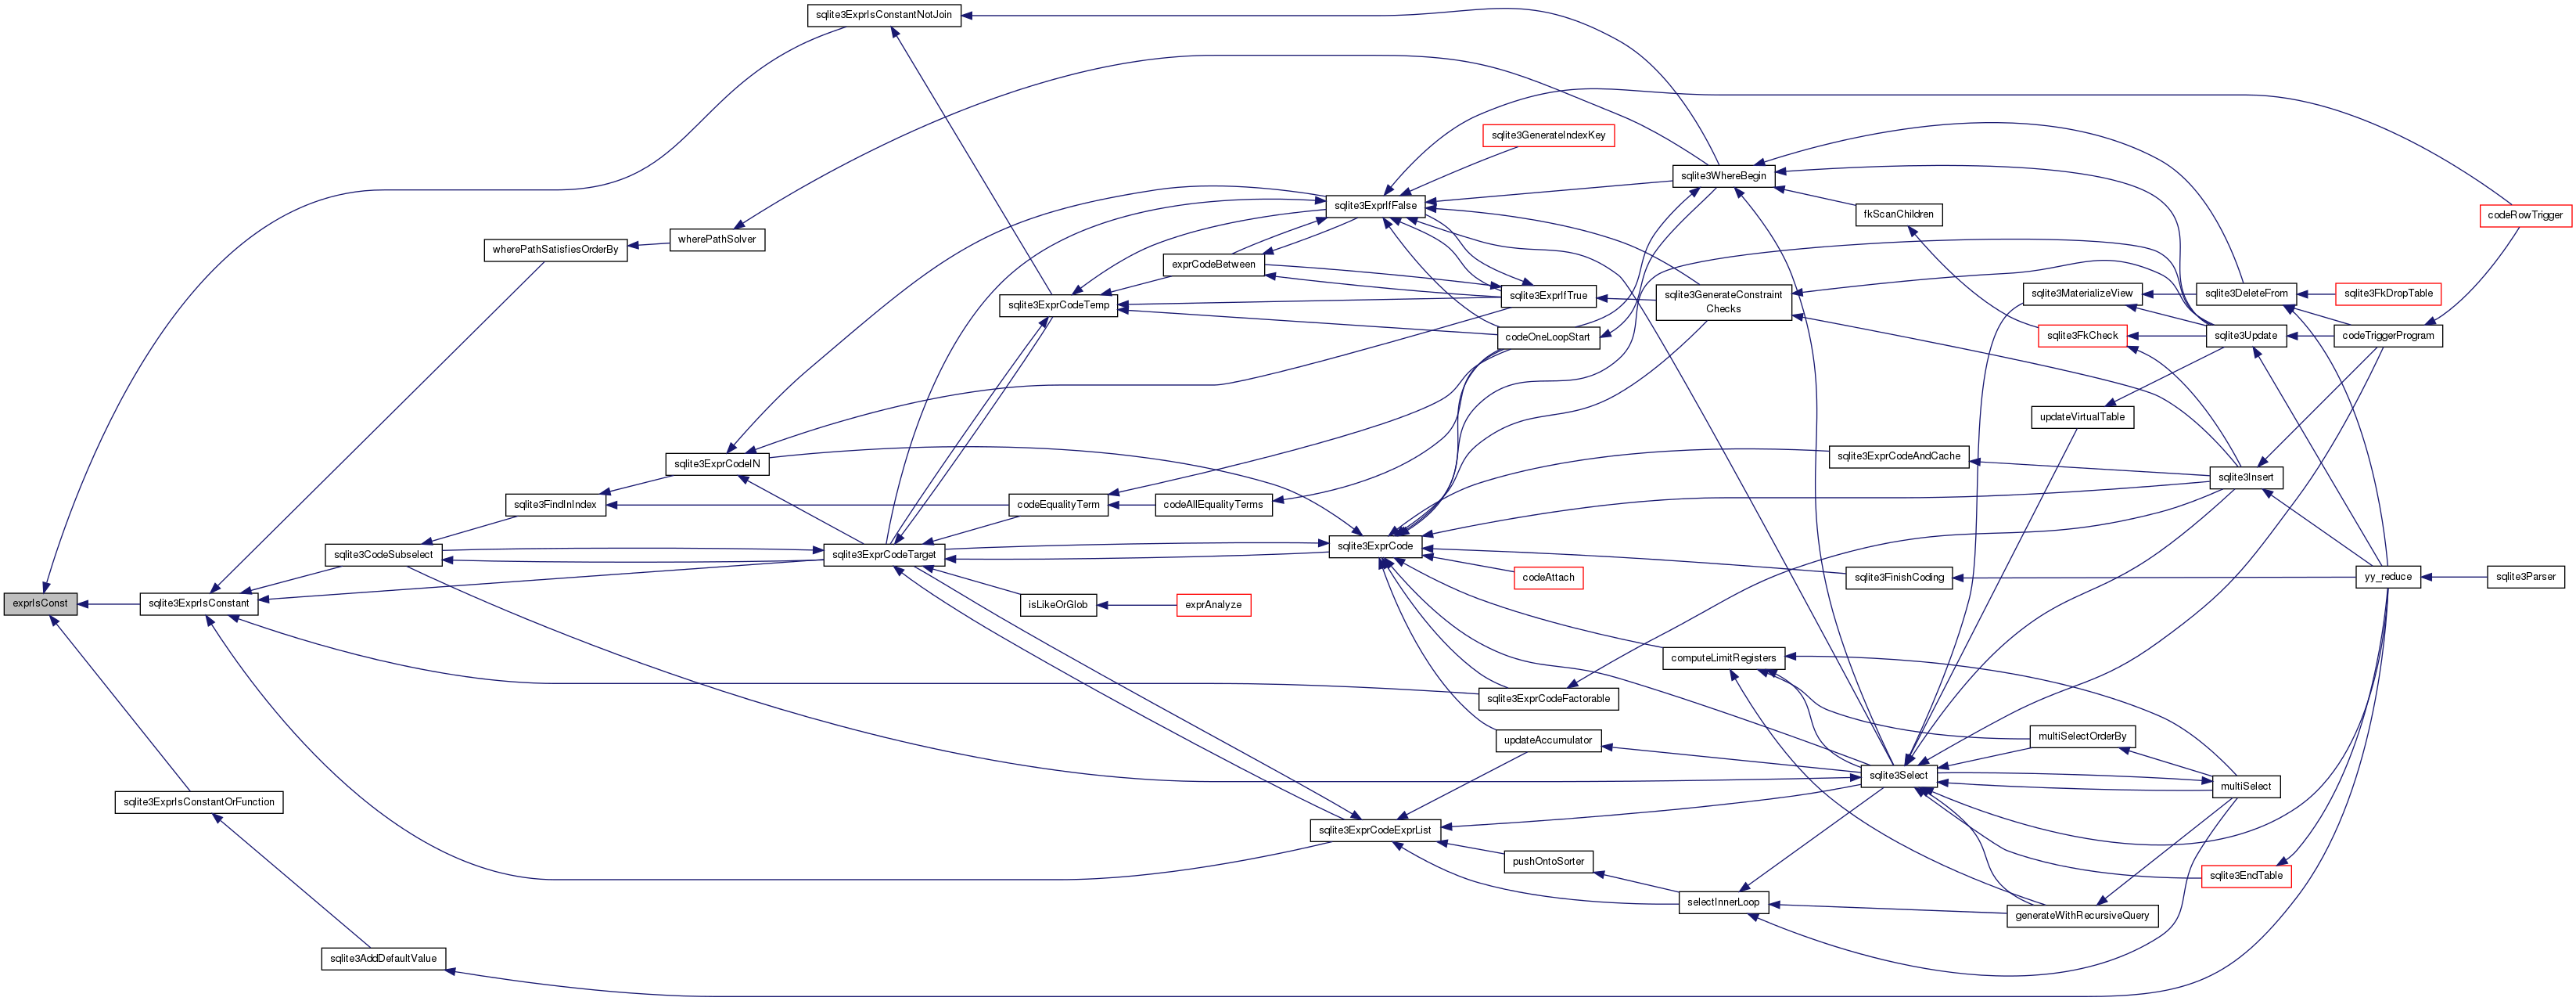 sqlite3ExprIsConstantNotJoin
sqlite3GenerateIndexKey
sqlite3WhereBegin
sqlite3ExprIfFalse
fkScanChildren
codeRowTrigger
wherePathSatisfiesOrderBy
wherePathSolver
exprCodeBetween
sqlite3ExprCodeTemp
sqlite3ExprIfTrue
sqlite3GenerateConstraint
Checks
sqlite3MaterializeView
sqlite3DeleteFrom
sqlite3FkDropTable
codeOneLoopStart
sqlite3FkCheck
sqlite3Update
codeTriggerProgram
updateVirtualTable
sqlite3ExprCodeIN
sqlite3ExprCodeAndCache
sqlite3Insert
sqlite3FindInIndex
codeEqualityTerm
codeAllEqualityTerms
sqlite3CodeSubselect
sqlite3ExprCodeTarget
sqlite3ExprCode
codeAttach
sqlite3FinishCoding
yy_reduce
sqlite3Parser
exprIsConst
sqlite3ExprIsConstant
isLikeOrGlob
exprAnalyze
computeLimitRegisters
sqlite3ExprCodeFactorable
updateAccumulator
multiSelectOrderBy
sqlite3Select
multiSelect
sqlite3ExprIsConstantOrFunction
sqlite3ExprCodeExprList
pushOntoSorter
sqlite3EndTable
selectInnerLoop
generateWithRecursiveQuery
sqlite3AddDefaultValue